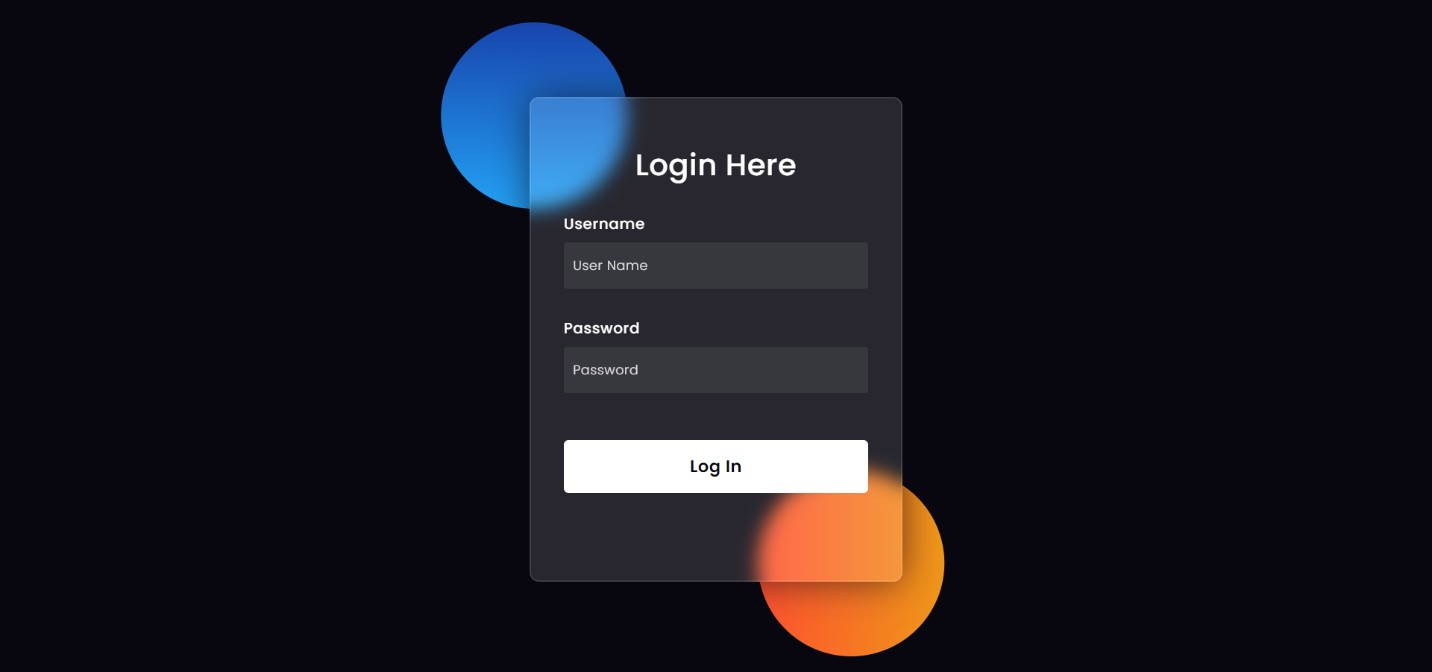 Login Here
Username
User Name
Password
Password
Log In